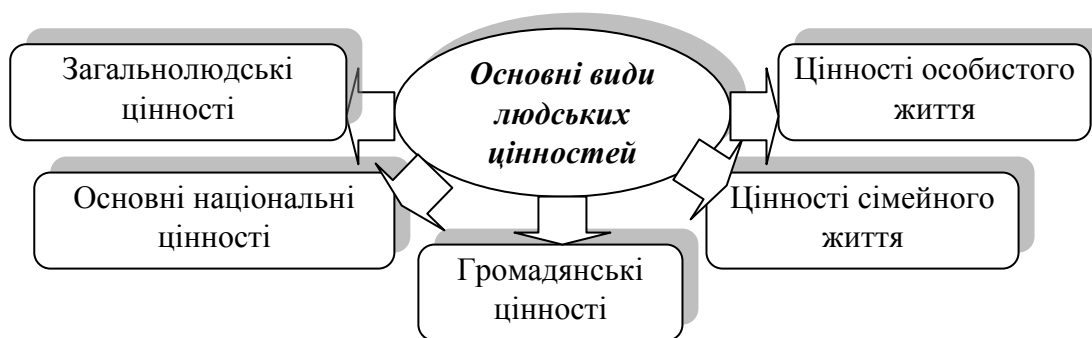 Основні види
людських
цінностей
Загальнолюдські
цінності
Цінності особистого
життя
Основні національні
цінності
Цінності сімейного
життя
Громадянські
цінності